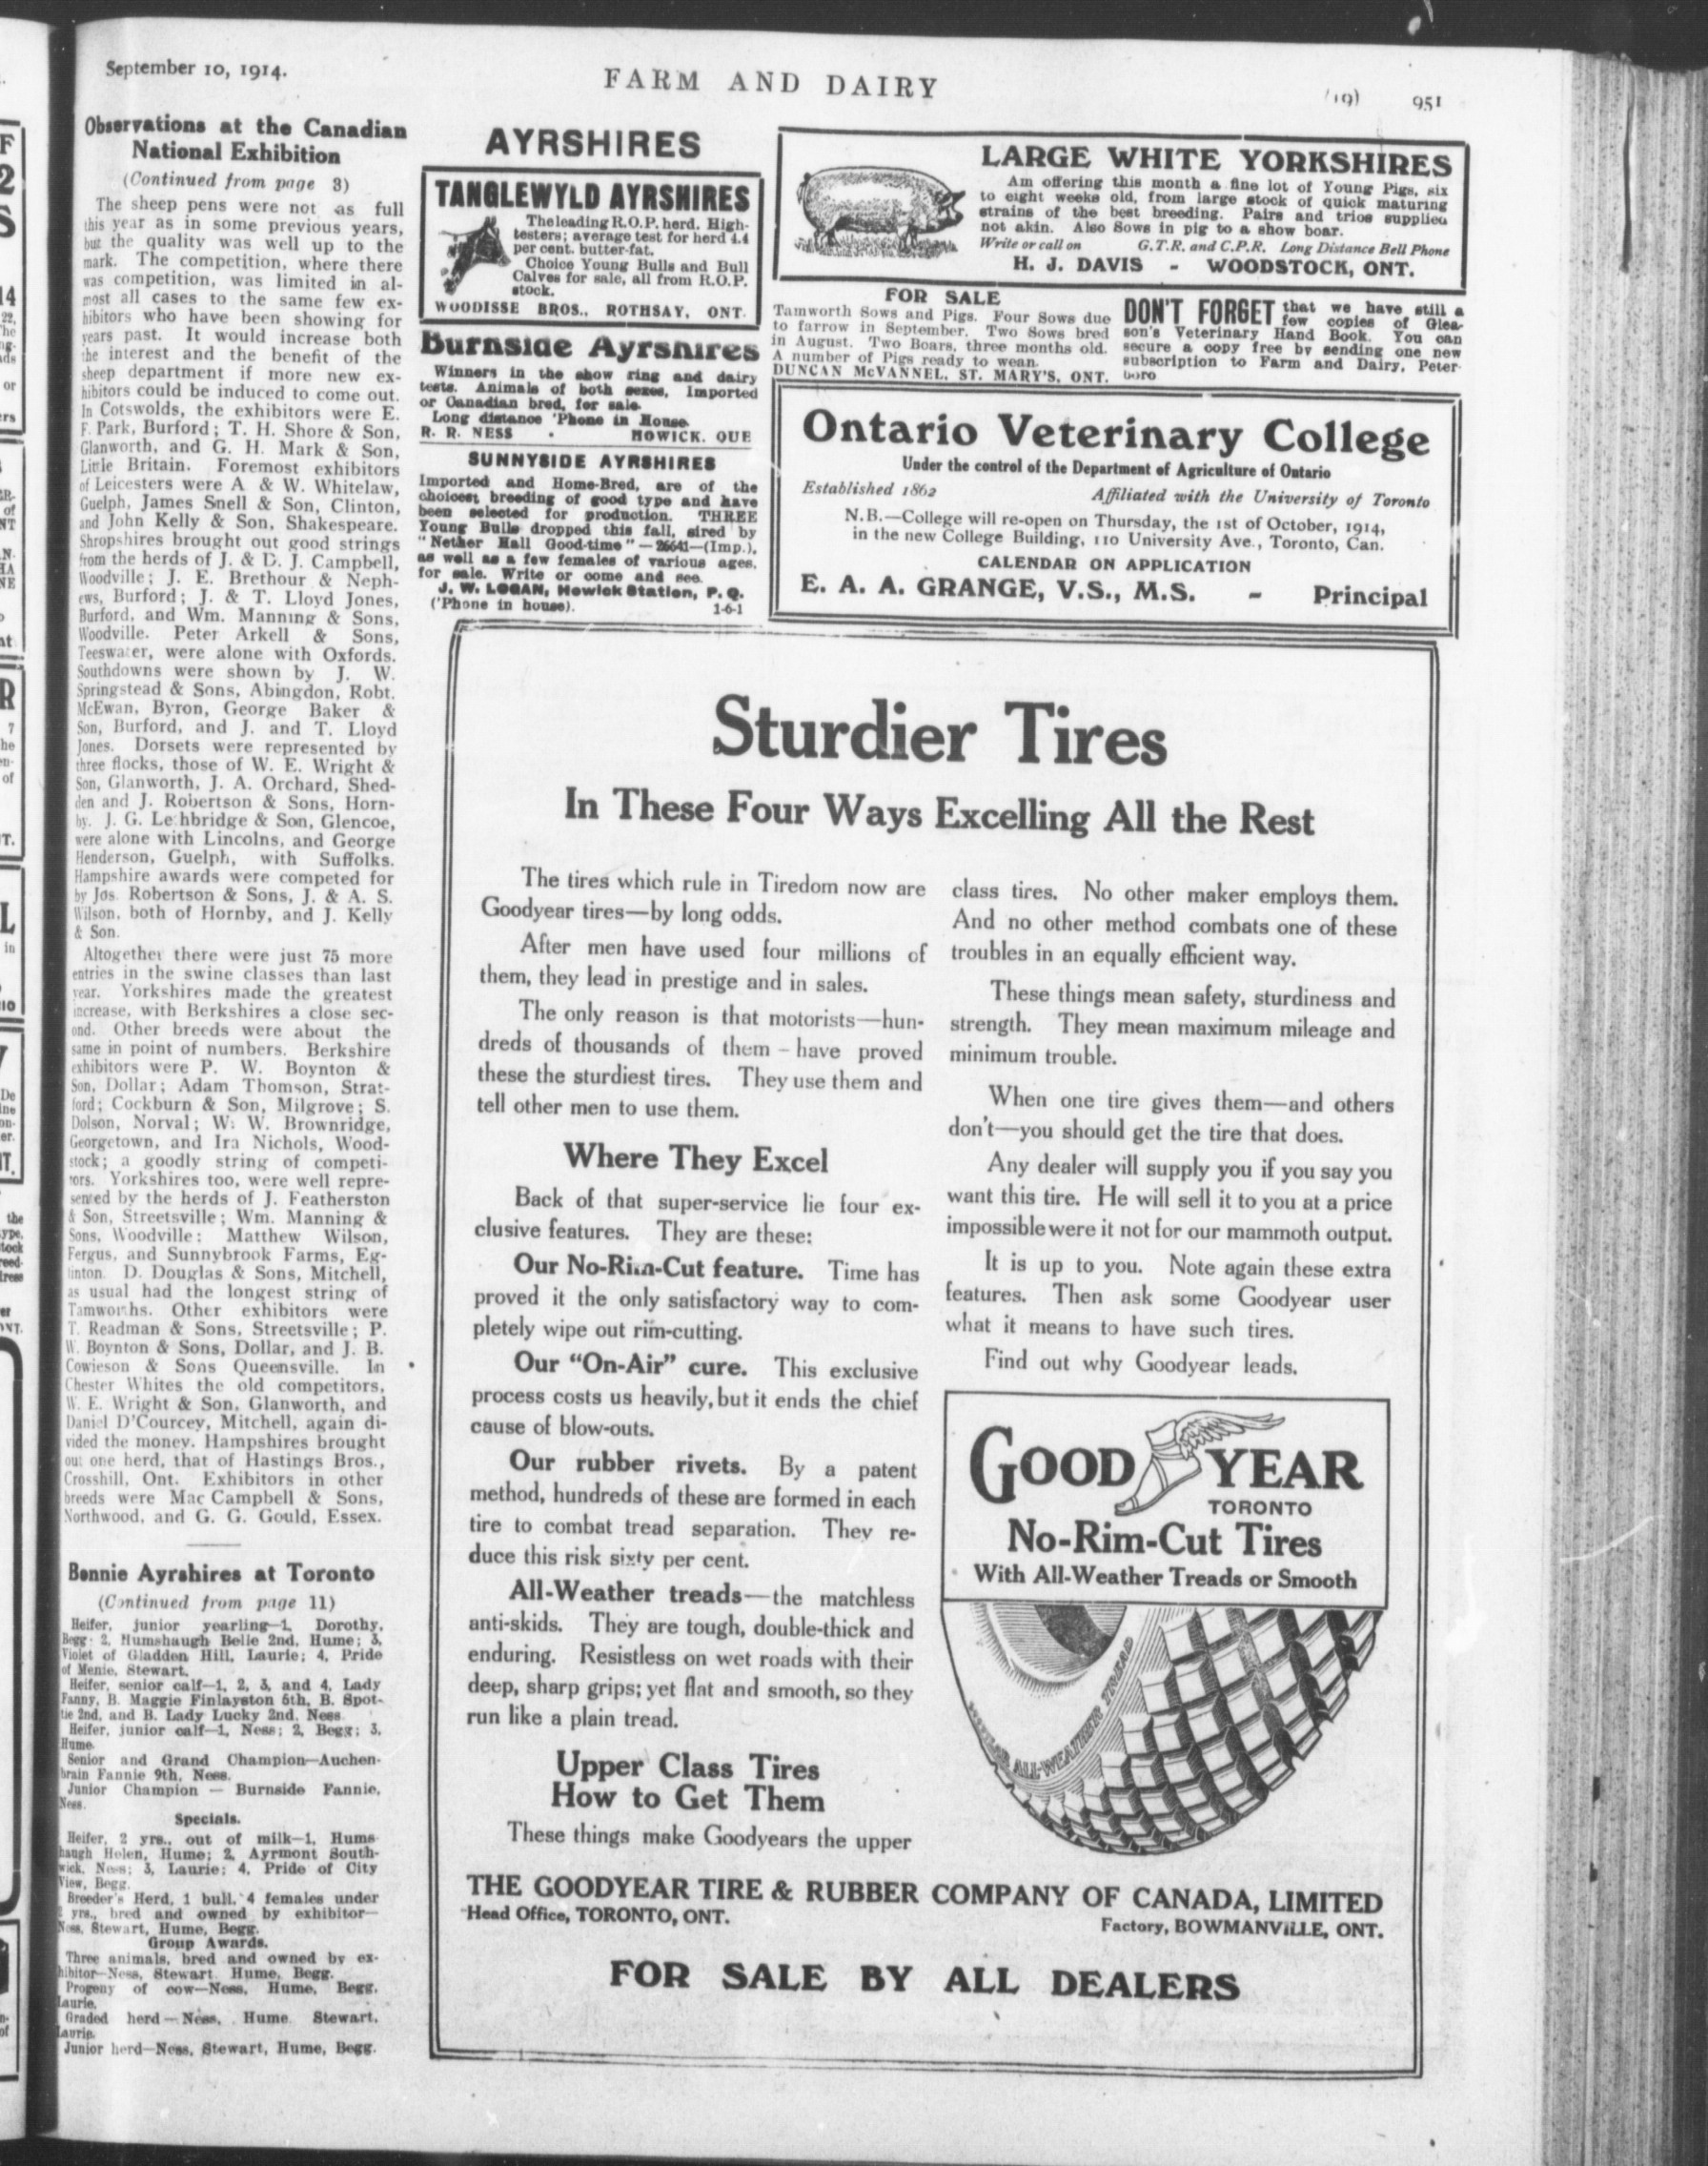 September 10, 1914.
FARM AND DAIRY
(19) 951
Observations at the Canadian
National Exhibition
(Continued from page 3)
The sheep pens were not as full
this year as in some previous years,
but the quality was well up to the
mark. The competition, where there
was competition, was limited in al-
most all cases to the same few ex-
hibitors who have been showing for
years past. It would increase both
the interest and the benefit of the
sheep department if more new ex-
hibitors could be induced to come out.
In Cotswolds, the exhibitors were E.
F. Park, Burford; T. H. Shore & Son,
Glanworth, and G. H. Mark & Son,
Little Britain. Foremost exhibitors
of Leicesters were A & W. Whitelaw,
Guelph, James Snell & Son, Clinton,
and John Kelly & Son, Shakespeare.
Shropshires brought out good strings
from the herds of J. & D. J. Campbell,
Woodville; J. E. Brethour & Neph-
ews, Burford; J. & T. Lloyd Jones,
Burford, and Wm. Manning & Sons,
Woodville. Peter Arkell & Sons,
Teeswater, were alone with Oxfords.
Southdowns were shown by J. W.
Springstead & Sons, Abingdon, Robt.
McEwan, Byron, George Baker &
Son, Burford, and J. and T. Lloyd
Jones. Dorsets were represented by
three flocks, those of W. E. Wright &
Son, Glanworth, J. A. Orchard, Shed-
den and J. Robertson & Sons, Horn-
by. J. G. Lethbridge & Son, Glencoe,
were alone with Lincolns, and George
Henderson, Guelph, with Suffolks.
Hampshire awards were competed for
by Jos. Robertson & Sons, J. & A. S.
Wilson, both of Hornby, and J. Kelly
& Son.
Altogether there were just 75 more
entries in the swine classes than last
year. Yorkshires made the greatest
increase, with Berkshires a close sec-
ond. Other breeds were about the
same in point of numbers. Berkshire
exhibitors were P. W. Boynton &
Son, Dollar; Adam Thomson, Strat-
ford; Cockburn & Son, Milgrove; S.
Dolson, Norval; W. W. Brownridge,
Georgetown, and Ira Nichols, Wood-
stock; a goodly string of competi-
tors. Yorkshires too, were well repre-
sented by the herds of J. Featherston
& Son, Streetsville; Wm. Manning &
Sons, Woodville; Matthew Wilson,
Fergus, and Sunnybrook Farms, Eg-
linton. D. Douglas & Sons, Mitchell,
as usual had the longest string of
Tamworths. Other exhibitors were
T. Readman & Sons, Streetsville; P.
W. Boynton & Sons, Dollar, and J. B.
Cowieson & Sons Queensville. In
Chester Whites the old competitors,
W. E. Wright & Son, Glanworth, and
Daniel D'Courcey, Mitchell, again di-
vided the money. Hampshires brought
out one herd, that of Hastings Bros.,
Crosshill, Ont. Exhibitors in other
breeds were Mac Campbell & Sons,
Northwood, and G. G. Gould, Essex.
Bonnie Ayrshires at Toronto
(Continued from page 11)
Heifer, junior yearling—1, Dorothy,
Begg; 2, Humshaugh Belle 2nd, Hume; 3,
Violet of Gladden Hill, Laurie; 4, Pride
of Menie, Stewart.
Heifer, senior calf—1, 2, 3, and 4, Lady
Fanny, B. Maggie Finlayston 6th, B. Spot-
tie 2nd, and B. Lady Lucky 2nd, Ness
Heifer, junior calf—1, Ness; 2, Begg; 3,
Hume.
Senior and Grand Champion—Auchen-
brain Fannie 9th, Ness.
Junior Champion — Burnside Fannie,
Ness.
Specials.
Heifer, 2 yrs., out of milk—1, Hums-
haugh Helen, Hume; 2, Ayrmont South-
wick, Ness; 3, Laurie; 4, Pride of City
View, Begg.
Breeder's Herd, 1 bull, 4 females under
yrs., bred and owned by exhibitor—
Ness, Stewart, Hume, Begg.
Group Awards.
Three animals, bred and owned by ex-
hibitor—Ness, Stewart, Hume, Begg.
Progeny of cow—Ness, Hume, Begg,
Laurie.
Graded herd — Ness, Hume, Stewart,
Laurie.
Junior herd—Ness, Stewart, Hume, Begg.
AYRSHIRES
TANGLEWYLD AYRSHIRES
The leading R.O.P. herd. High-
testers; average test for herd 4.4
per cent. butter-fat.
Choice Young Bulls and Bull
Calves for sale, all from R.O.P.
stock.
WOODISSE BROS., ROTHSAY, ONT.
Burnside Ayrshires
Winners in the show ring and dairy
tests. Animals of both sexes, Imported
or Canadian bred, for sale.
Long distance 'Phone in House.
R. R. NESS - HOWICK. QUE
SUNNYSIDE AYRSHIRES
Imported and Home-Bred, are of the
choicest breeding of good type and have
been selected for production. THREE
Young Bulls dropped this fall, sired by
"Nether Hall Good-time"—26641—(Imp.),
as well as a few females of various ages,
for sale. Write or come and see.
J. W. LOGAN, Howick Station, P. Q.
('Phone in house). 1-6-1
LARGE WHITE YORKSHIRES
Am offering this month a fine lot of Young Pigs, six
to eight weeks old, from large stock of quick maturing
strains of the best breeding. Pairs and trios supplied
not akin. Also Sows in pig to a show boar.
Write or call on G.T.R. and C.P.R. Long Distance Bell Phone
H. J. DAVIS - WOODSTOCK, ONT.
FOR SALE
Tamworth Sows and Pigs. Four Sows due
to farrow in September. Two Sows bred
in August. Two Boars, three months old.
A number of Pigs ready to wean.
DUNCAN McVANNEL, ST. MARY'S, ONT.
DON'T FORGET that we have still a
few copies of Glea-
son's Veterinary Hand Book. You can
secure a copy free by sending one new
subscription to Farm and Dairy, Peter-
boro
Ontario Veterinary College
Under the control of the Department of Agriculture of Ontario
Established 1862 Affiliated with the University of Toronto
N.B.—College will re-open on Thursday, the 1st of October, 1914,
in the new College Building, 110 University Ave., Toronto, Can.
CALENDAR ON APPLICATION
E. A. A. GRANGE, V.S., M.S. - Principal
Sturdier Tires
In These Four Ways Excelling All the Rest
The tires which rule in Tiredom now are
Goodyear tires—by long odds.
After men have used four millions of
them, they lead in prestige and in sales.
The only reason is that motorists—hun-
dreds of thousands of them—have proved
these the sturdiest tires. They use them and
tell other men to use them.
Where They Excel
Back of that super-service lie four ex-
clusive features. They are these:
Our No-Rim-Cut feature. Time has
proved it the only satisfactory way to com-
pletely wipe out rim-cutting.
Our "On-Air" cure. This exclusive
process costs us heavily, but it ends the chief
cause of blow-outs.
Our rubber rivets. By a patent
method, hundreds of these are formed in each
tire to combat tread separation. They re-
duce this risk sixty per cent.
All-Weather treads—the matchless
anti-skids. They are tough, double-thick and
enduring. Resistless on wet roads with their
deep, sharp grips; yet flat and smooth, so they
run like a plain tread.
Upper Class Tires
How to Get Them
These things make Goodyears the upper
class tires. No other maker employs them.
And no other method combats one of these
troubles in an equally efficient way.
These things mean safety, sturdiness and
strength. They mean maximum mileage and
minimum trouble.
When one tire gives them—and others
don't—you should get the tire that does.
Any dealer will supply you if you say you
want this tire. He will sell it to you at a price
impossible were it not for our mammoth output.
It is up to you. Note again these extra
features. Then ask some Goodyear user
what it means to have such tires.
Find out why Goodyear leads.
GOOD YEAR
TORONTO
No-Rim-Cut Tires
With All-Weather Treads or Smooth
ALL-WEATHER TREAD
THE GOODYEAR TIRE & RUBBER COMPANY OF CANADA, LIMITED
Head Office, TORONTO, ONT. Factory, BOWMANVILLE, ONT.
FOR SALE BY ALL DEALERS